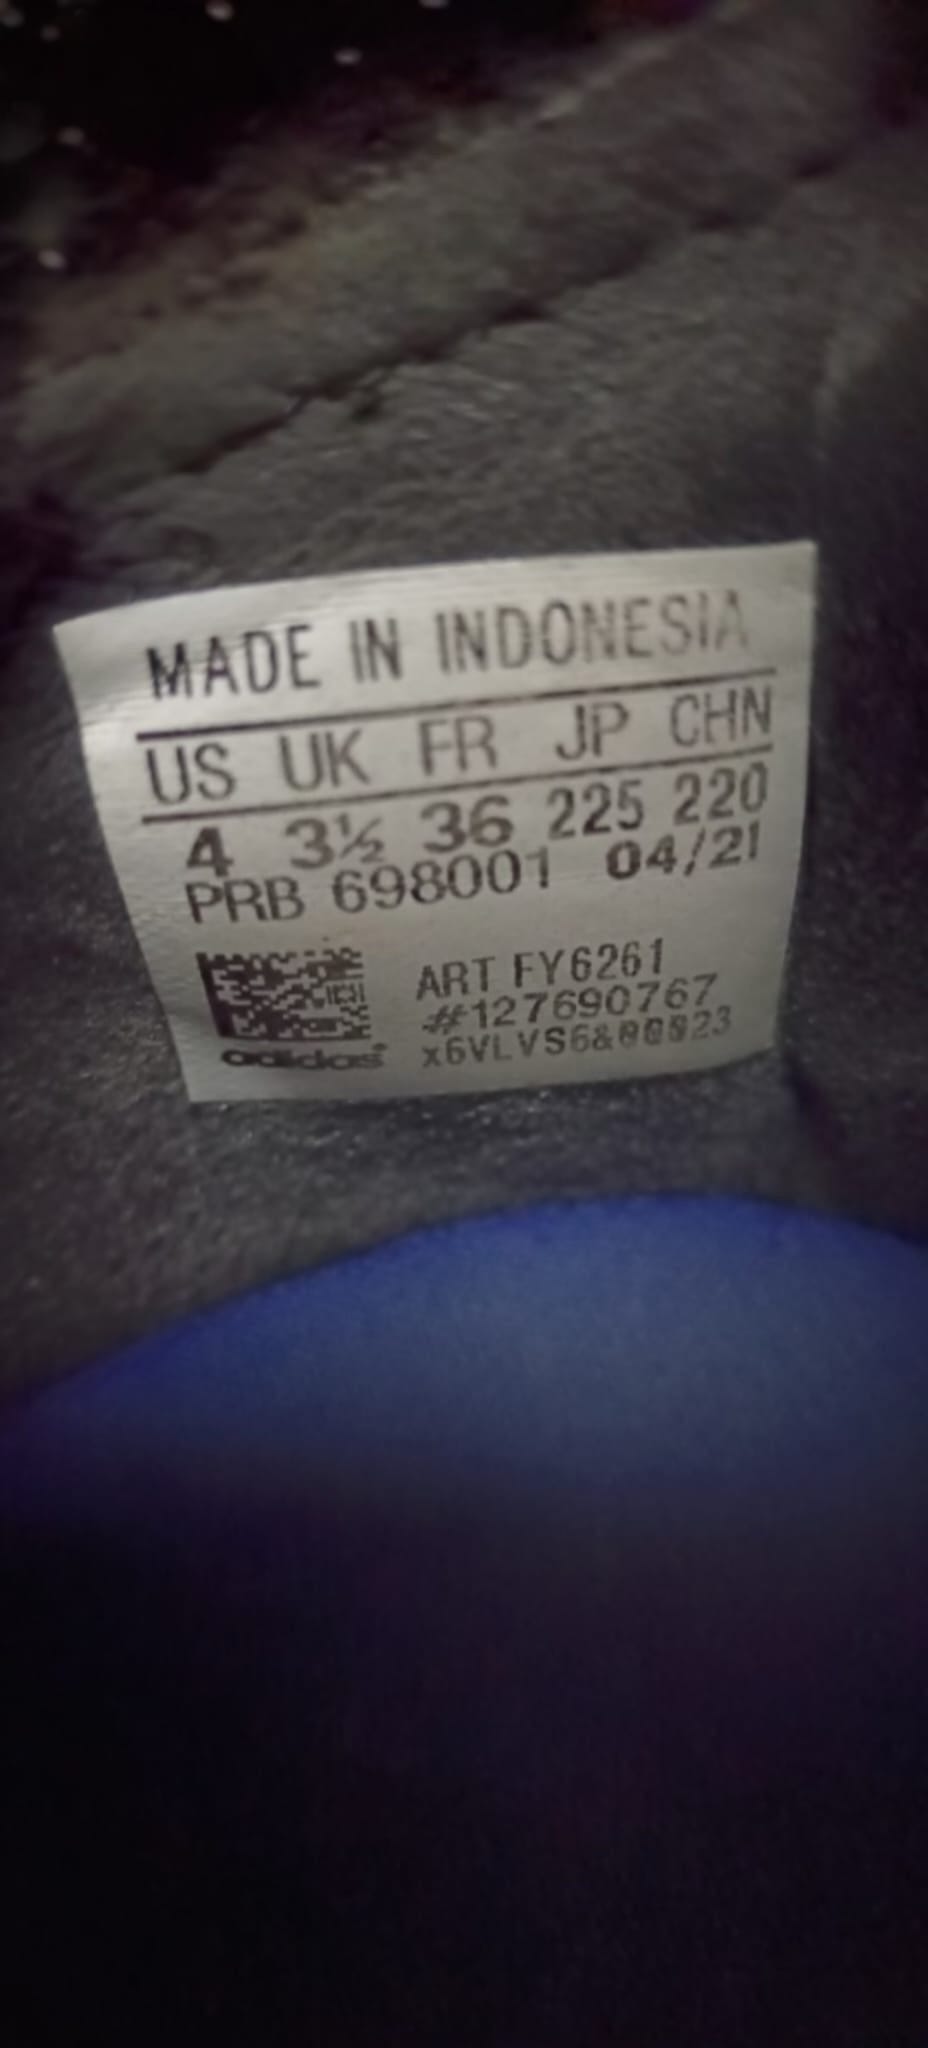 MADE IN INDONESIA
US UK FR JP CHN
4 3½ 36 225 220
PRB 698001 04/21
ART FY6261
#127690767
adidas